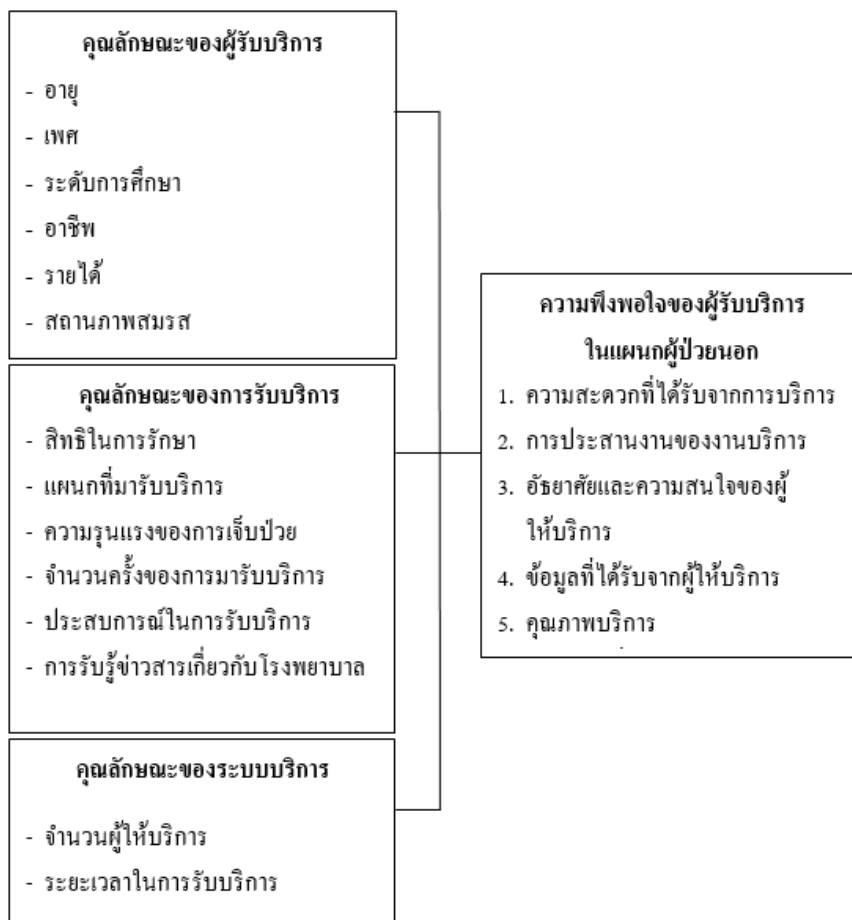 คุณลักษณะของผู้รับบริการ
- อายุ
- เพศ
- ระดับการศึกษา
- อาชีพ
- รายได้
- สถานภาพสมรส
คุณลักษณะของการรับบริการ
- สิทธิในการรักษา
- แผนกที่มารับบริการ
- ความรุนแรงของการเจ็บป่วย
- จำนวนครั้งของการมารับบริการ
- ประสบการณ์ในการรับบริการ
- การรับรู้ข่าวสารเกี่ยวกับโรงพยาบาล
คุณลักษณะของระบบบริการ
- จำนวนผู้ให้บริการ
- ระยะเวลาในการรับบริการ
ความพึงพอใจของผู้รับบริการ
ในแผนกผู้ป่วยนอก
1. ความสะดวกที่ได้รับจากการบริการ
2. การประสานงานของงานบริการ
3. อัธยาศัยและความสนใจของผู้
ให้บริการ
4. ข้อมูลที่ได้รับจากผู้ให้บริการ
5. คุณภาพบริการ